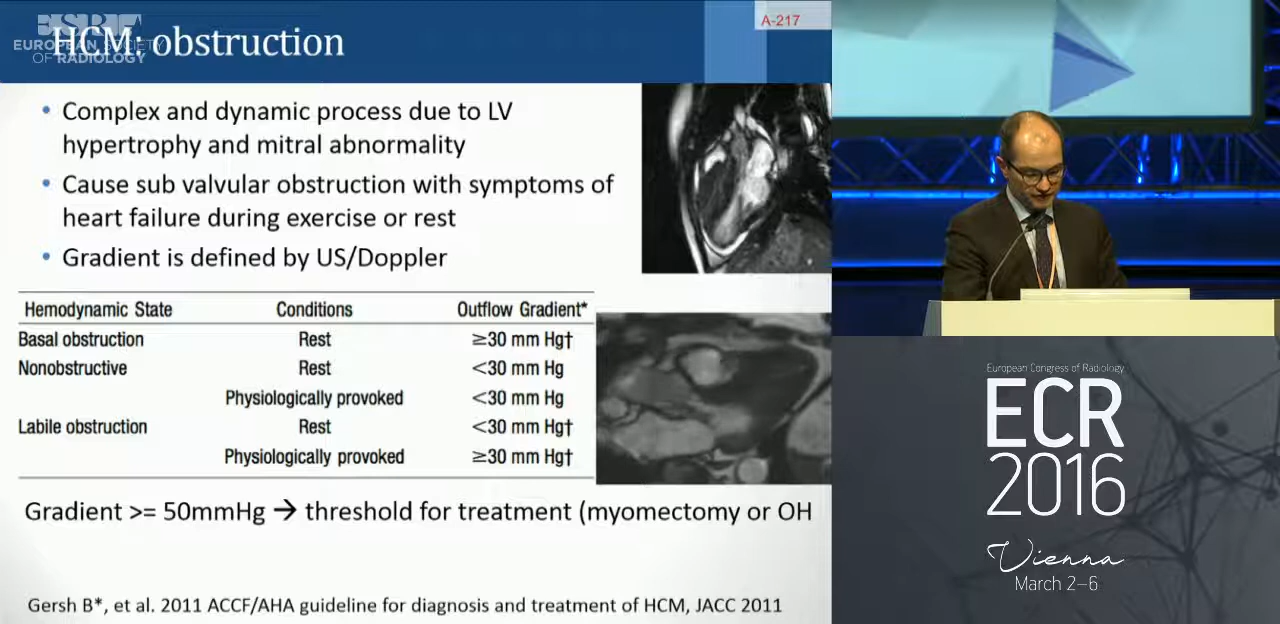 HCM: obstruction
A-217
ESR
EUROPEAN SOCIETY
OF RADIOLOGY
• Complex and dynamic process due to LV
hypertrophy and mitral abnormality
• Cause sub valvular obstruction with symptoms of
heart failure during exercise or rest
• Gradient is defined by US/Doppler
Hemodynamic State Conditions Outflow Gradient*
Basal obstruction Rest ≥30 mm Hg†
Nonobstructive Rest <30 mm Hg
Physiologically provoked <30 mm Hg
Labile obstruction Rest <30 mm Hg†
Physiologically provoked ≥30 mm Hg†
Gradient >= 50mmHg → threshold for treatment (myomectomy or OH
Gersh B*, et al. 2011 ACCF/AHA guideline for diagnosis and treatment of HCM, JACC 2011
European Congress of Radiology
ECR
2016
Vienna
March 2–6